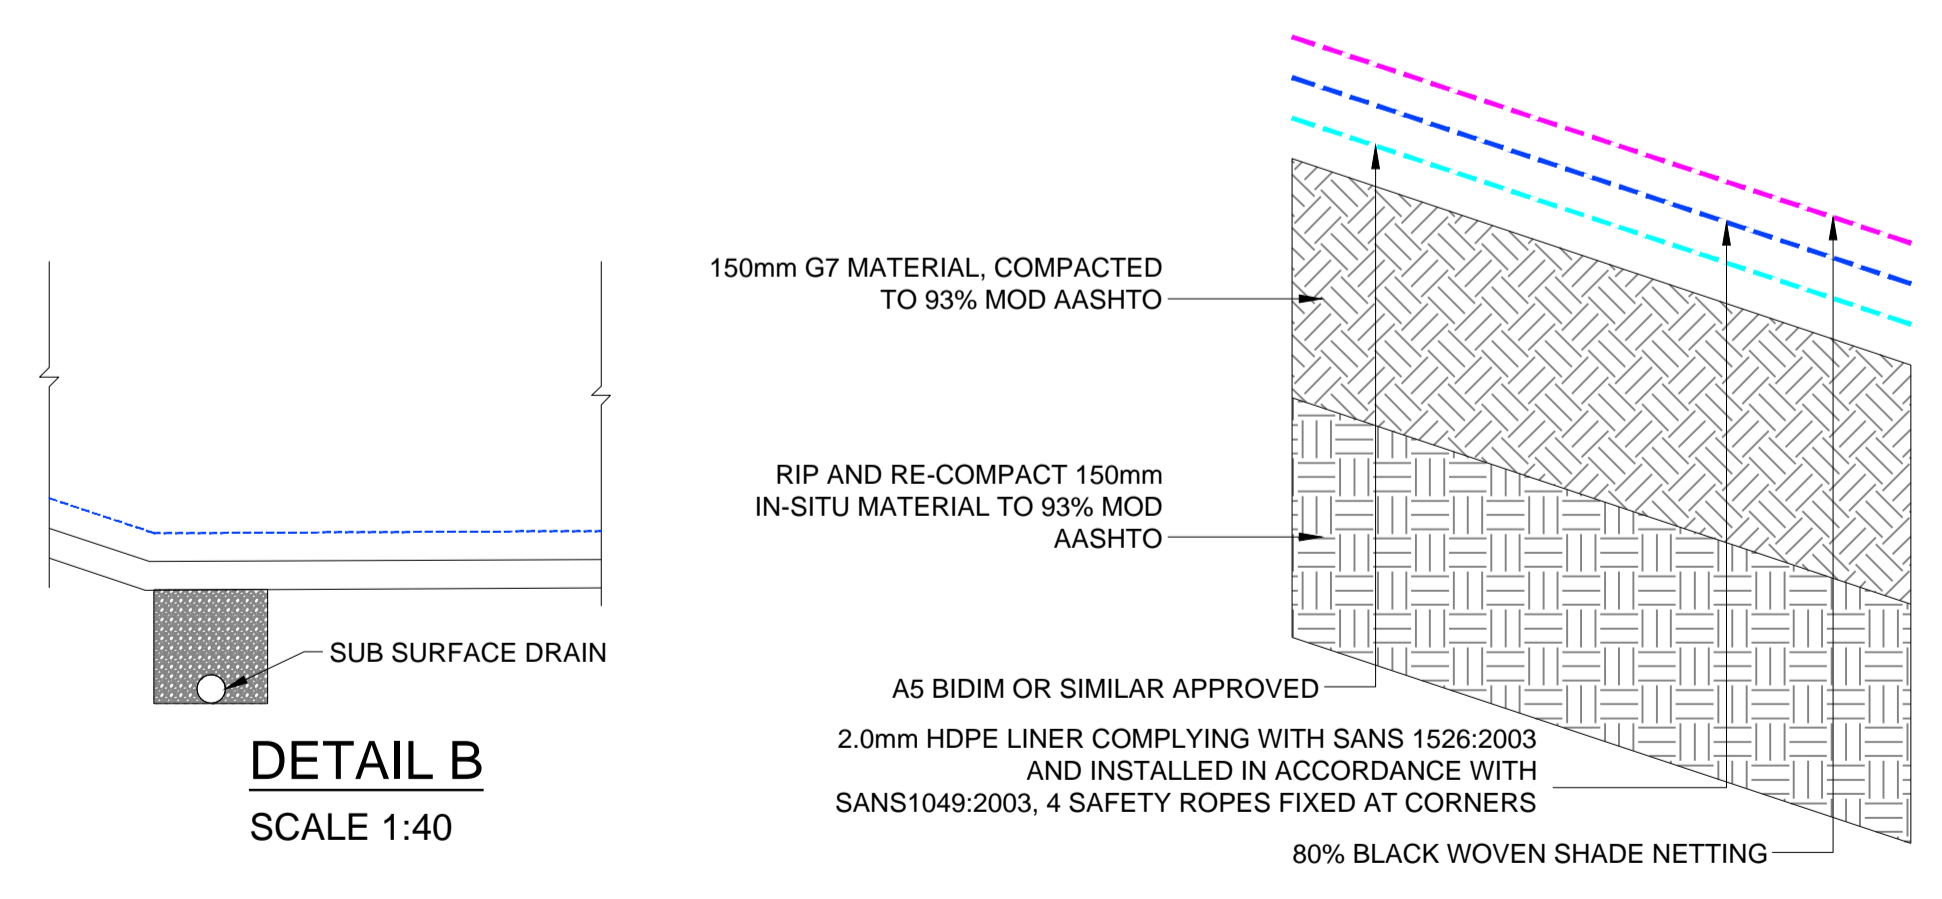 150mm G7 MATERIAL, COMPACTED
TO 93% MOD AASHTO
RIP AND RE-COMPACT 150mm
IN-SITU MATERIAL TO 93% MOD
AASHTO
SUB SURFACE DRAIN
A5 BIDIM OR SIMILAR APPROVED
2.0mm HDPE LINER COMPLYING WITH SANS 1526:2003
AND INSTALLED IN ACCORDANCE WITH
SANS1049:2003, 4 SAFETY ROPES FIXED AT CORNERS
80% BLACK WOVEN SHADE NETTING
DETAIL B
SCALE 1:40